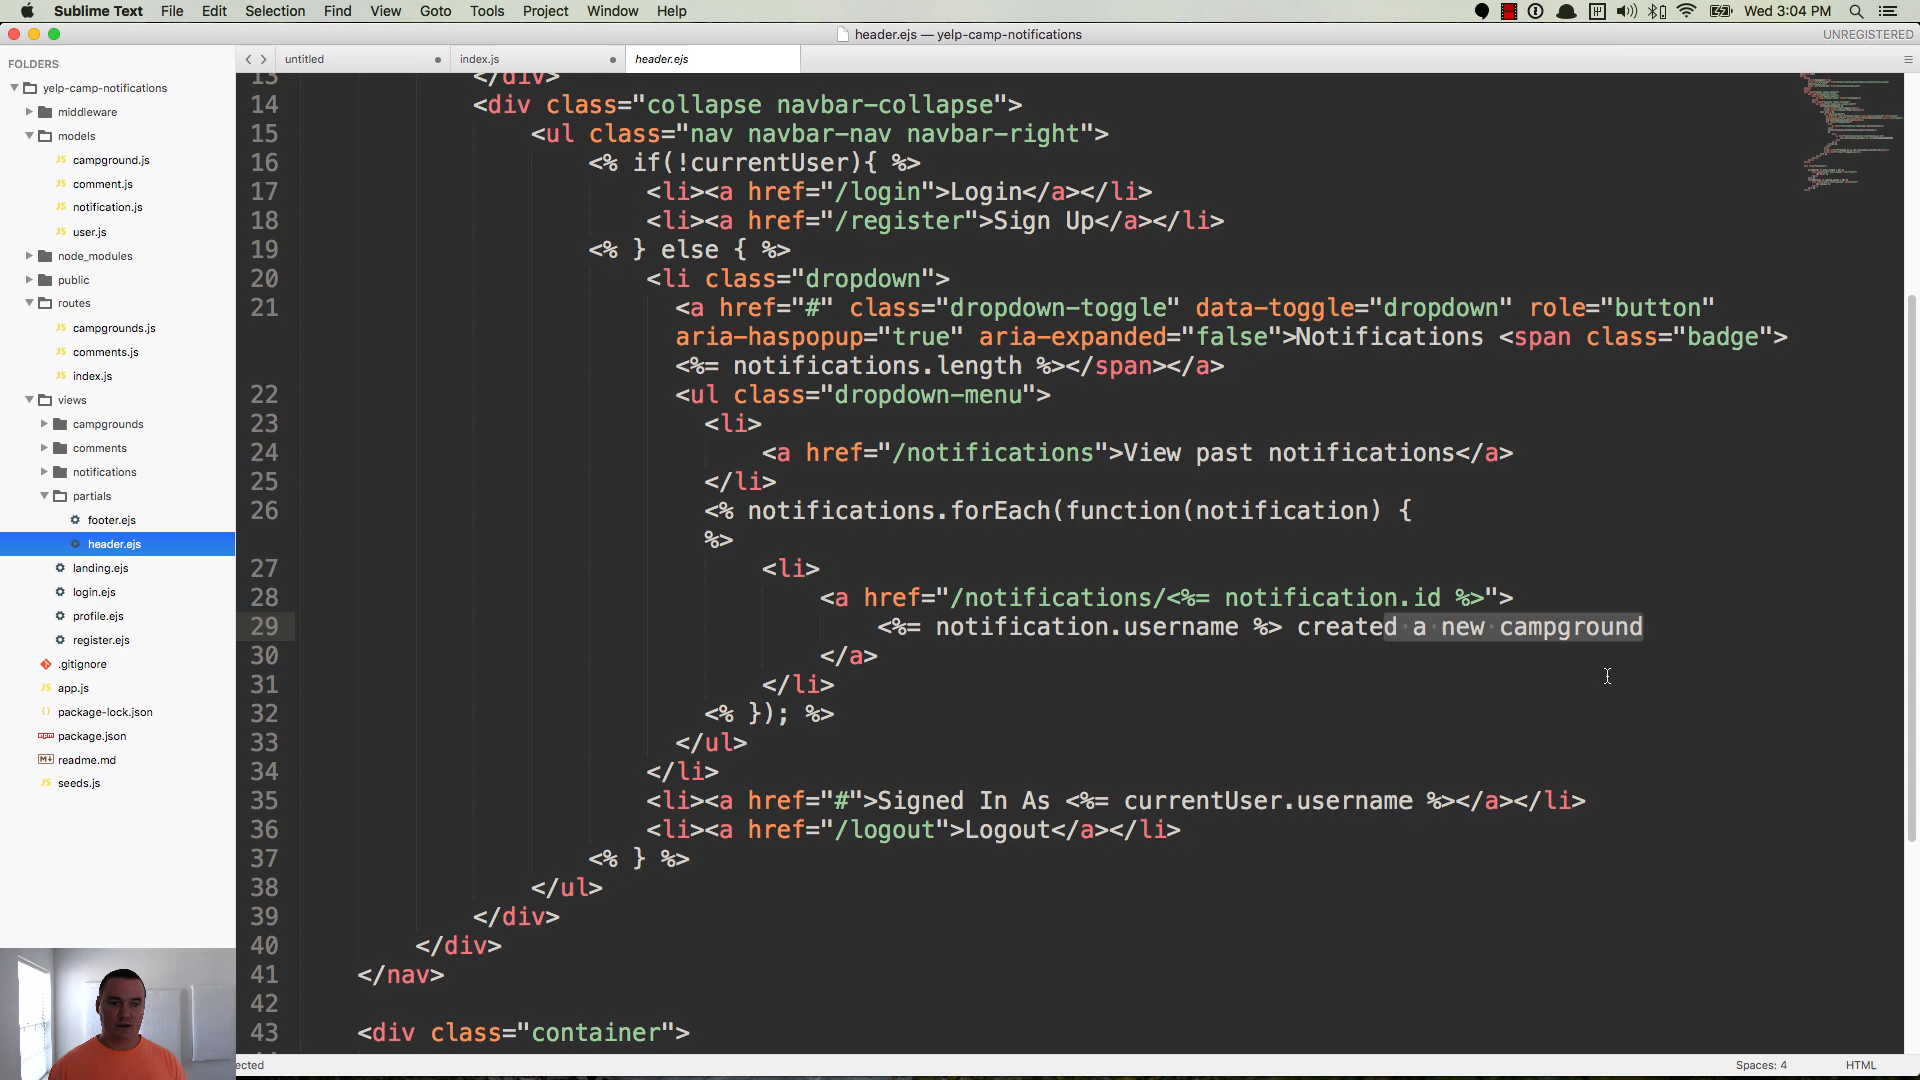 Sublime Text File Edit Selection Find View Goto Tools Project Window Help Wed 3:04 PM
header.ejs — yelp-camp-notifications UNREGISTERED
FOLDERS
yelp-camp-notifications
middleware
models
campground.js
comment.js
notification.js
user.js
node_modules
public
routes
campgrounds.js
comments.js
index.js
views
campgrounds
comments
notifications
partials
footer.ejs
header.ejs
landing.ejs
login.ejs
profile.ejs
register.ejs
.gitignore
app.js
package-lock.json
package.json
readme.md
seeds.js
untitled index.js header.ejs
13 </div>
14 <div class="collapse navbar-collapse">
15 <ul class="nav navbar-nav navbar-right">
16 <% if(!currentUser){ %>
17 <li><a href="/login">Login</a></li>
18 <li><a href="/register">Sign Up</a></li>
19 <% } else { %>
20 <li class="dropdown">
21 <a href="#" class="dropdown-toggle" data-toggle="dropdown" role="button"
aria-haspopup="true" aria-expanded="false">Notifications <span class="badge">
<%= notifications.length %></span></a>
22 <ul class="dropdown-menu">
23 <li>
24 <a href="/notifications">View past notifications</a>
25 </li>
26 <% notifications.forEach(function(notification) {
%>
27 <li>
28 <a href="/notifications/<%= notification.id %>">
29 <%= notification.username %> created a new campground
30 </a>
31 </li>
32 <% }); %>
33 </ul>
34 </li>
35 <li><a href="#">Signed In As <%= currentUser.username %></a></li>
36 <li><a href="/logout">Logout</a></li>
37 <% } %>
38 </ul>
39 </div>
40 </div>
41 </nav>
42
43 <div class="container">
ected Spaces: 4 HTML